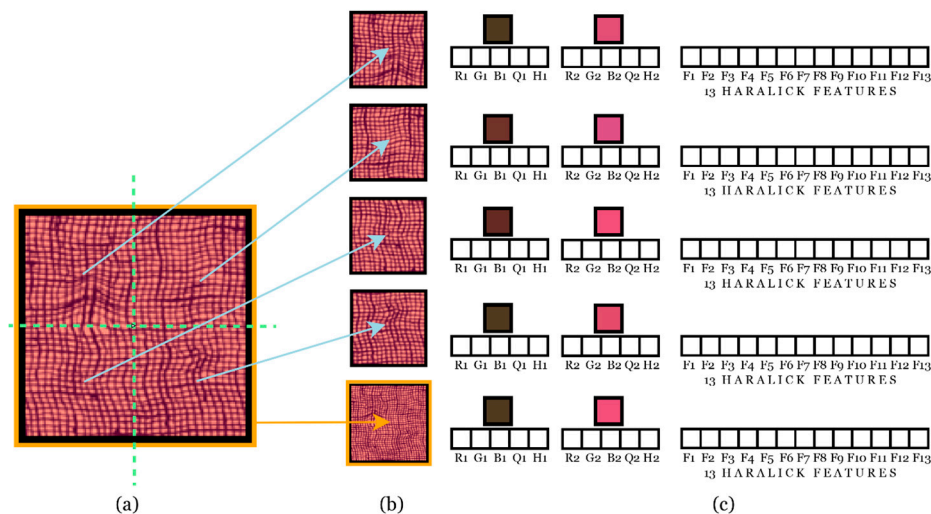 R1 G1 B1 Q1 H1 R2 G2 B2 Q2 H2 F1 F2 F3 F4 F5 F6 F7 F8 F9 F10 F11 F12 F13
13 HARALICK FEATURES
R1 G1 B1 Q1 H1 R2 G2 B2 Q2 H2 F1 F2 F3 F4 F5 F6 F7 F8 F9 F10 F11 F12 F13
13 HARALICK FEATURES
R1 G1 B1 Q1 H1 R2 G2 B2 Q2 H2 F1 F2 F3 F4 F5 F6 F7 F8 F9 F10 F11 F12 F13
13 HARALICK FEATURES
R1 G1 B1 Q1 H1 R2 G2 B2 Q2 H2 F1 F2 F3 F4 F5 F6 F7 F8 F9 F10 F11 F12 F13
13 HARALICK FEATURES
R1 G1 B1 Q1 H1 R2 G2 B2 Q2 H2 F1 F2 F3 F4 F5 F6 F7 F8 F9 F10 F11 F12 F13
13 HARALICK FEATURES
(a) (b) (c)